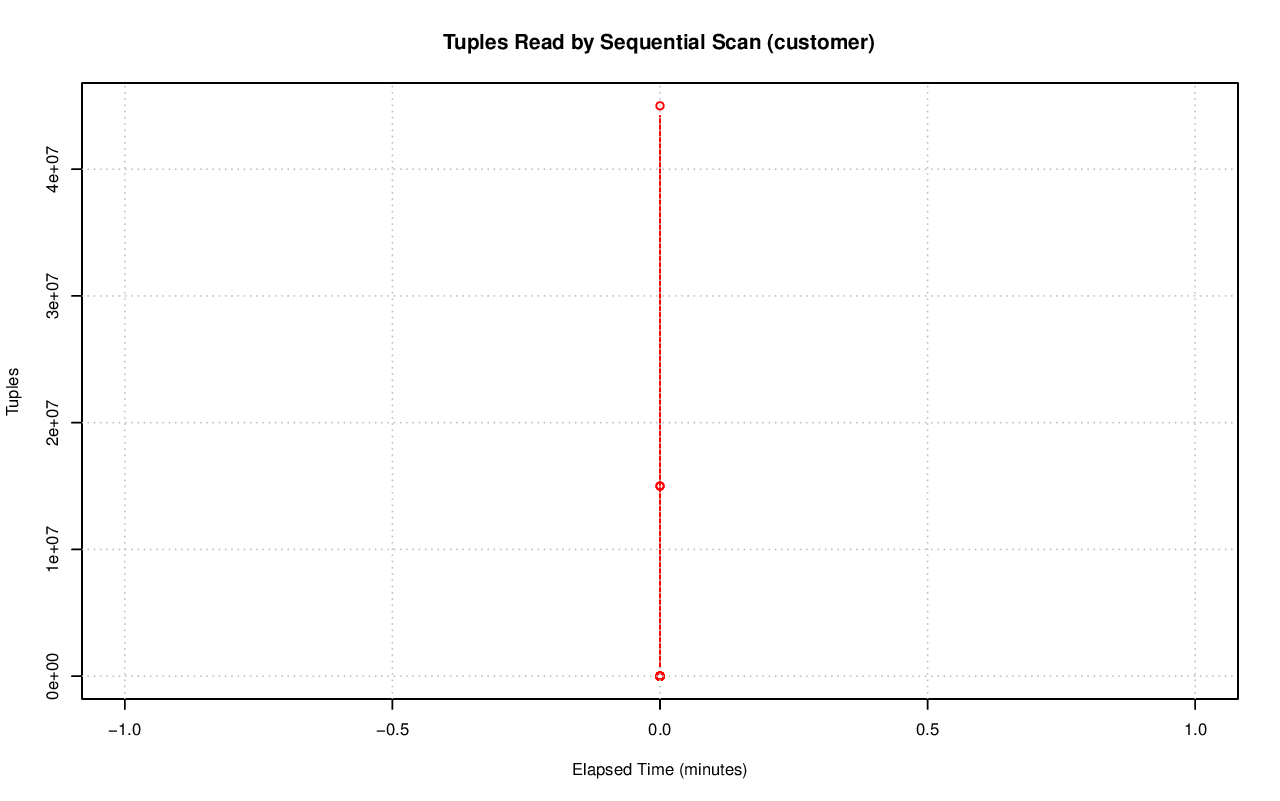 Tuples Read by Sequential Scan (customer)
4e+07
3e+07
2e+07
1e+07
0e+00
Tuples
−1.0 −0.5 0.0 0.5 1.0
Elapsed Time (minutes)